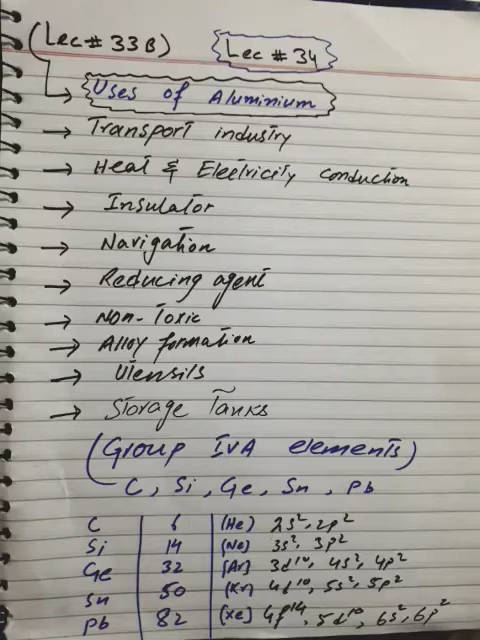 (Lec # 33B) Lec # 34
→ Uses of Aluminium
→ Transport industry
→ Heat & Electricity conduction
→ Insulator
→ Navigation
→ Reducing agent
→ Non-Toxic
→ Alloy formation
→ Utensils
→ Storage Tanks
(Group IVA elements)
C, Si, Ge, Sn, Pb
C 6 (He) 2s², 2p²
Si 14 [Ne) 3s², 3p²
Ge 32 [Ar) 3d¹⁰, 4s², 4p²
Sn 50 (Kr) 4d¹⁰, 5s², 5p²
Pb 82 (Xe) 4f¹⁴, 5d¹⁰, 6s², 6p²